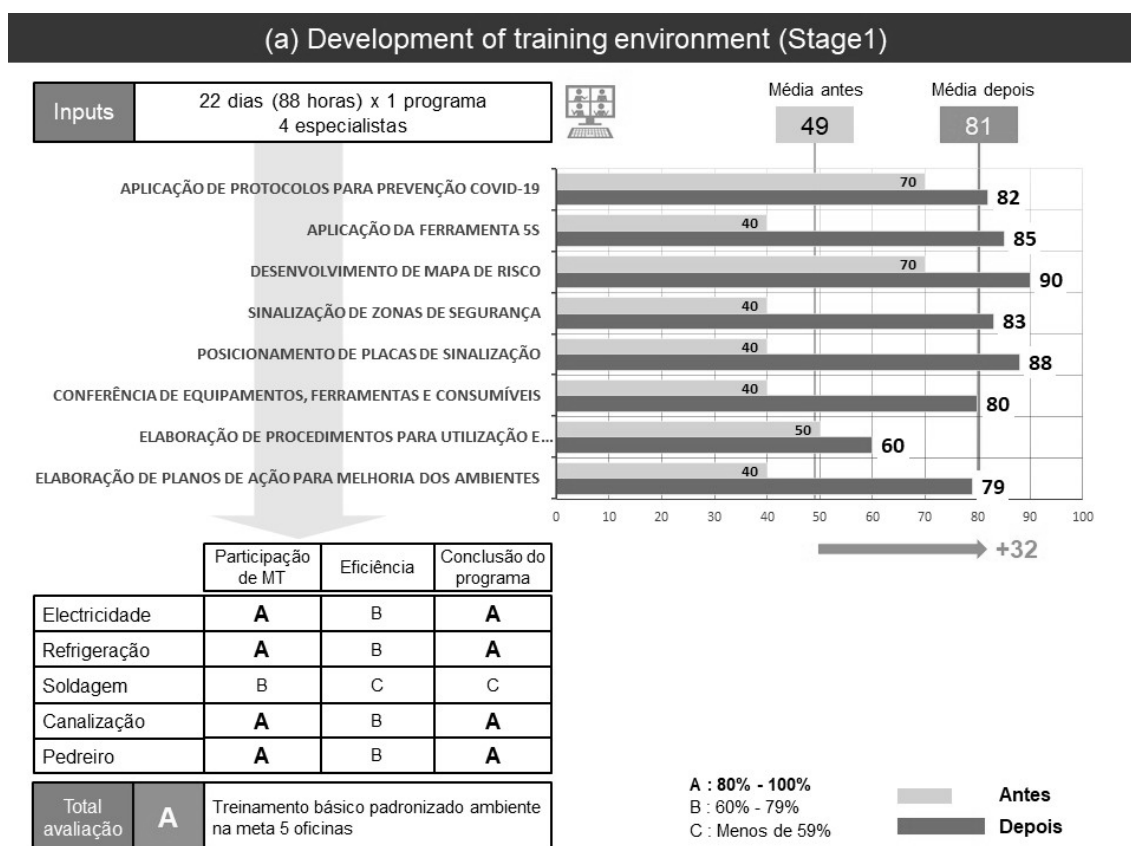 (a) Development of training environment (Stage1)
Inputs
22 dias (88 horas) x 1 programa
4 especialistas
Média antes
49
Média depois
81
APLICAÇÃO DE PROTOCOLOS PARA PREVENÇÃO COVID-19
70
82
APLICAÇÃO DA FERRAMENTA 5S
40
85
DESENVOLVIMENTO DE MAPA DE RISCO
70
90
SINALIZAÇÃO DE ZONAS DE SEGURANÇA
40
83
POSICIONAMENTO DE PLACAS DE SINALIZAÇÃO
40
88
CONFERÊNCIA DE EQUIPAMENTOS, FERRAMENTAS E CONSUMÍVEIS
40
80
ELABORAÇÃO DE PROCEDIMENTOS PARA UTILIZAÇÃO E...
50
60
ELABORAÇÃO DE PLANOS DE AÇÃO PARA MELHORIA DOS AMBIENTES
40
79
0 10 20 30 40 50 60 70 80 90 100
+32
Participação de MT Eficiência Conclusão do programa
Electricidade A B A
Refrigeração A B A
Soldagem B C C
Canalização A B A
Pedreiro A B A
Total avaliação
A
Treinamento básico padronizado ambiente
na meta 5 oficinas
A : 80% - 100%
B : 60% - 79%
C : Menos de 59%
Antes
Depois